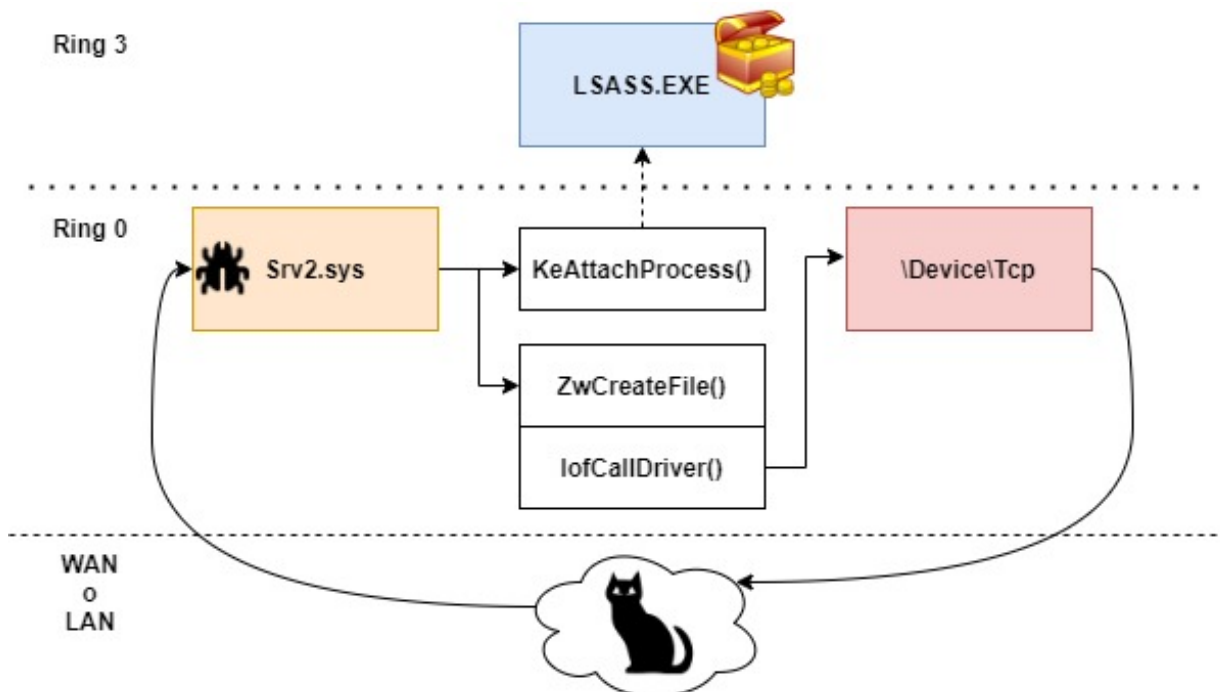 Ring 3
LSASS.EXE
Ring 0
Srv2.sys
KeAttachProcess()
\Device\Tcp
ZwCreateFile()
IofCallDriver()
WAN
o
LAN